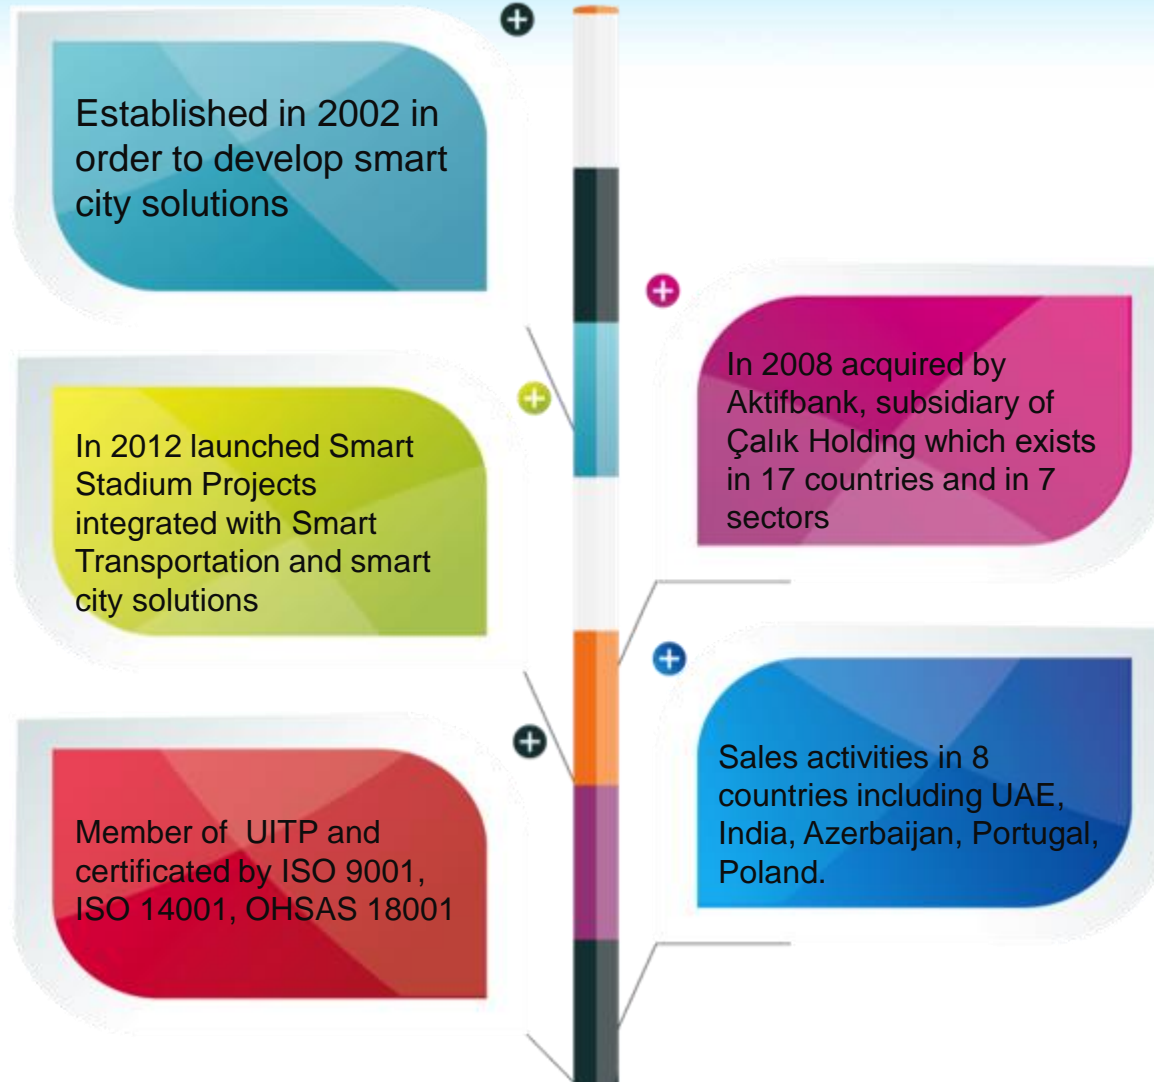 Established in 2002 in
order to develop smart
city solutions
In 2008 acquired by
Aktifbank, subsidiary of
Çalık Holding which exists
in 17 countries and in 7
sectors
In 2012 launched Smart
Stadium Projects
integrated with Smart
Transportation and smart
city solutions
Sales activities in 8
countries including UAE,
India, Azerbaijan, Portugal,
Poland.
Member of  UITP and
certificated by ISO 9001,
ISO 14001, OHSAS 18001